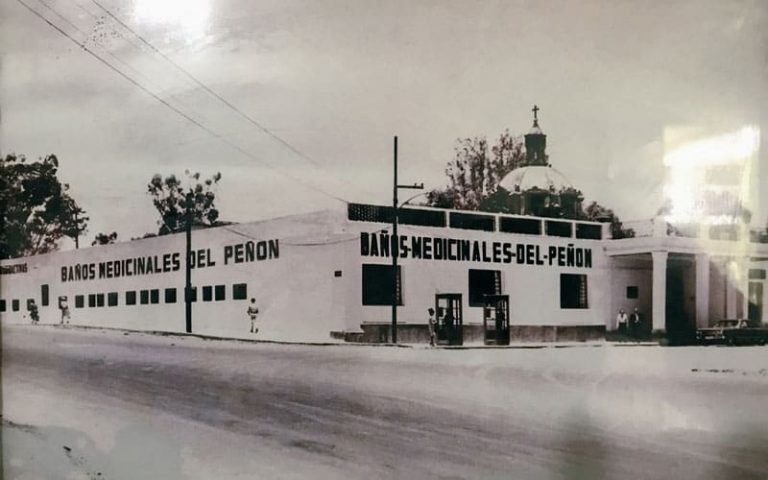 BAÑOS MEDICINALES DEL PEÑON
BAÑOS-MEDICINALES-DEL-PEÑON